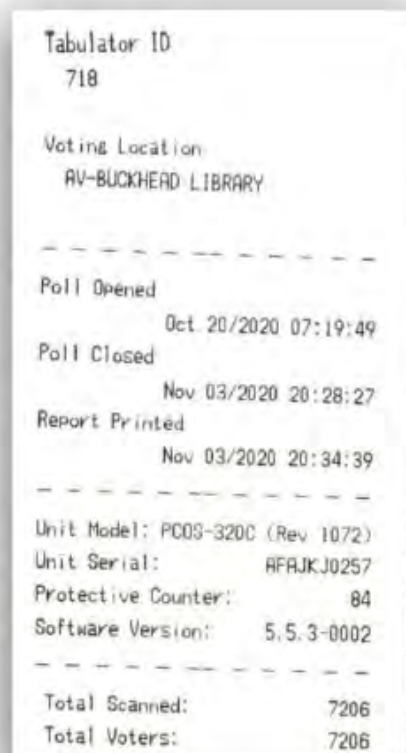 Tabulator ID
718
Voting Location
AV-BUCKHEAD LIBRARY
Poll Opened
Oct 20/2020 07:19:49
Poll Closed
Nov 03/2020 20:28:27
Report Printed
Nov 03/2020 20:34:39
Unit Model: PCOS-320C (Rev 1072)
Unit Serial: AFAJKJ0257
Protective Counter: 84
Software Version: 5.5.3-0002
Total Scanned: 7206
Total Voters: 7206